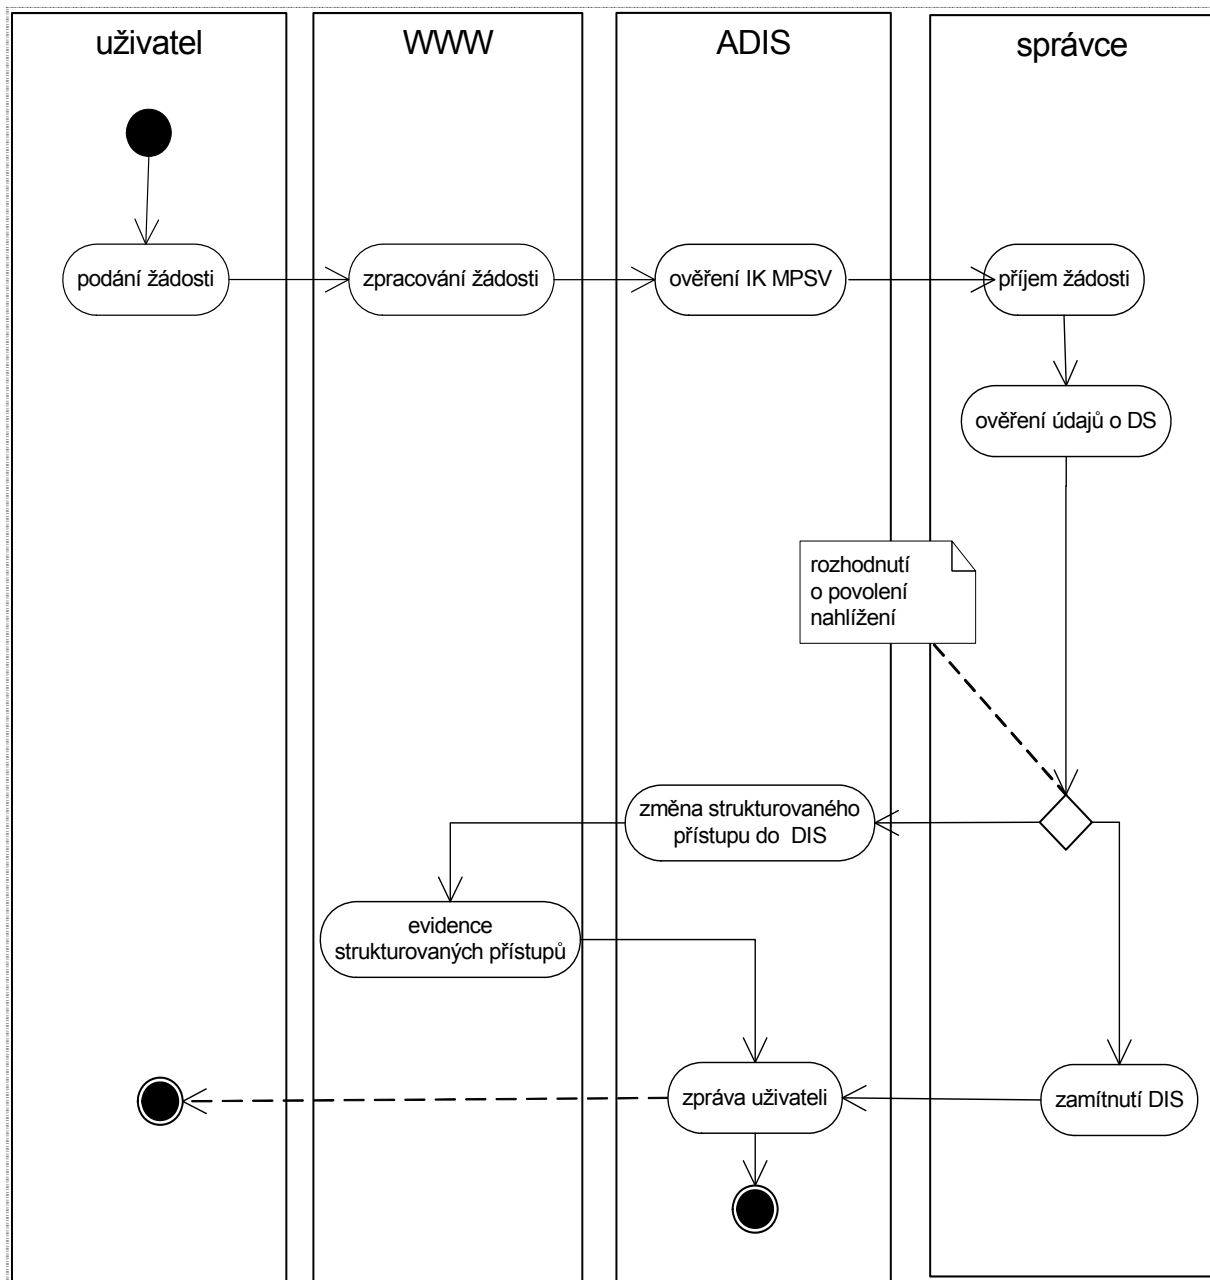 uživatel
WWW
ADIS
správce
podání žádosti
zpracování žádosti
ověření IK MPSV
příjem žádosti
ověření údajů o DS
rozhodnutí
o povolení
nahlížení
změna strukturovaného
přístupu do DIS
evidence
strukturovaných přístupů
zpráva uživateli
zamítnutí DIS